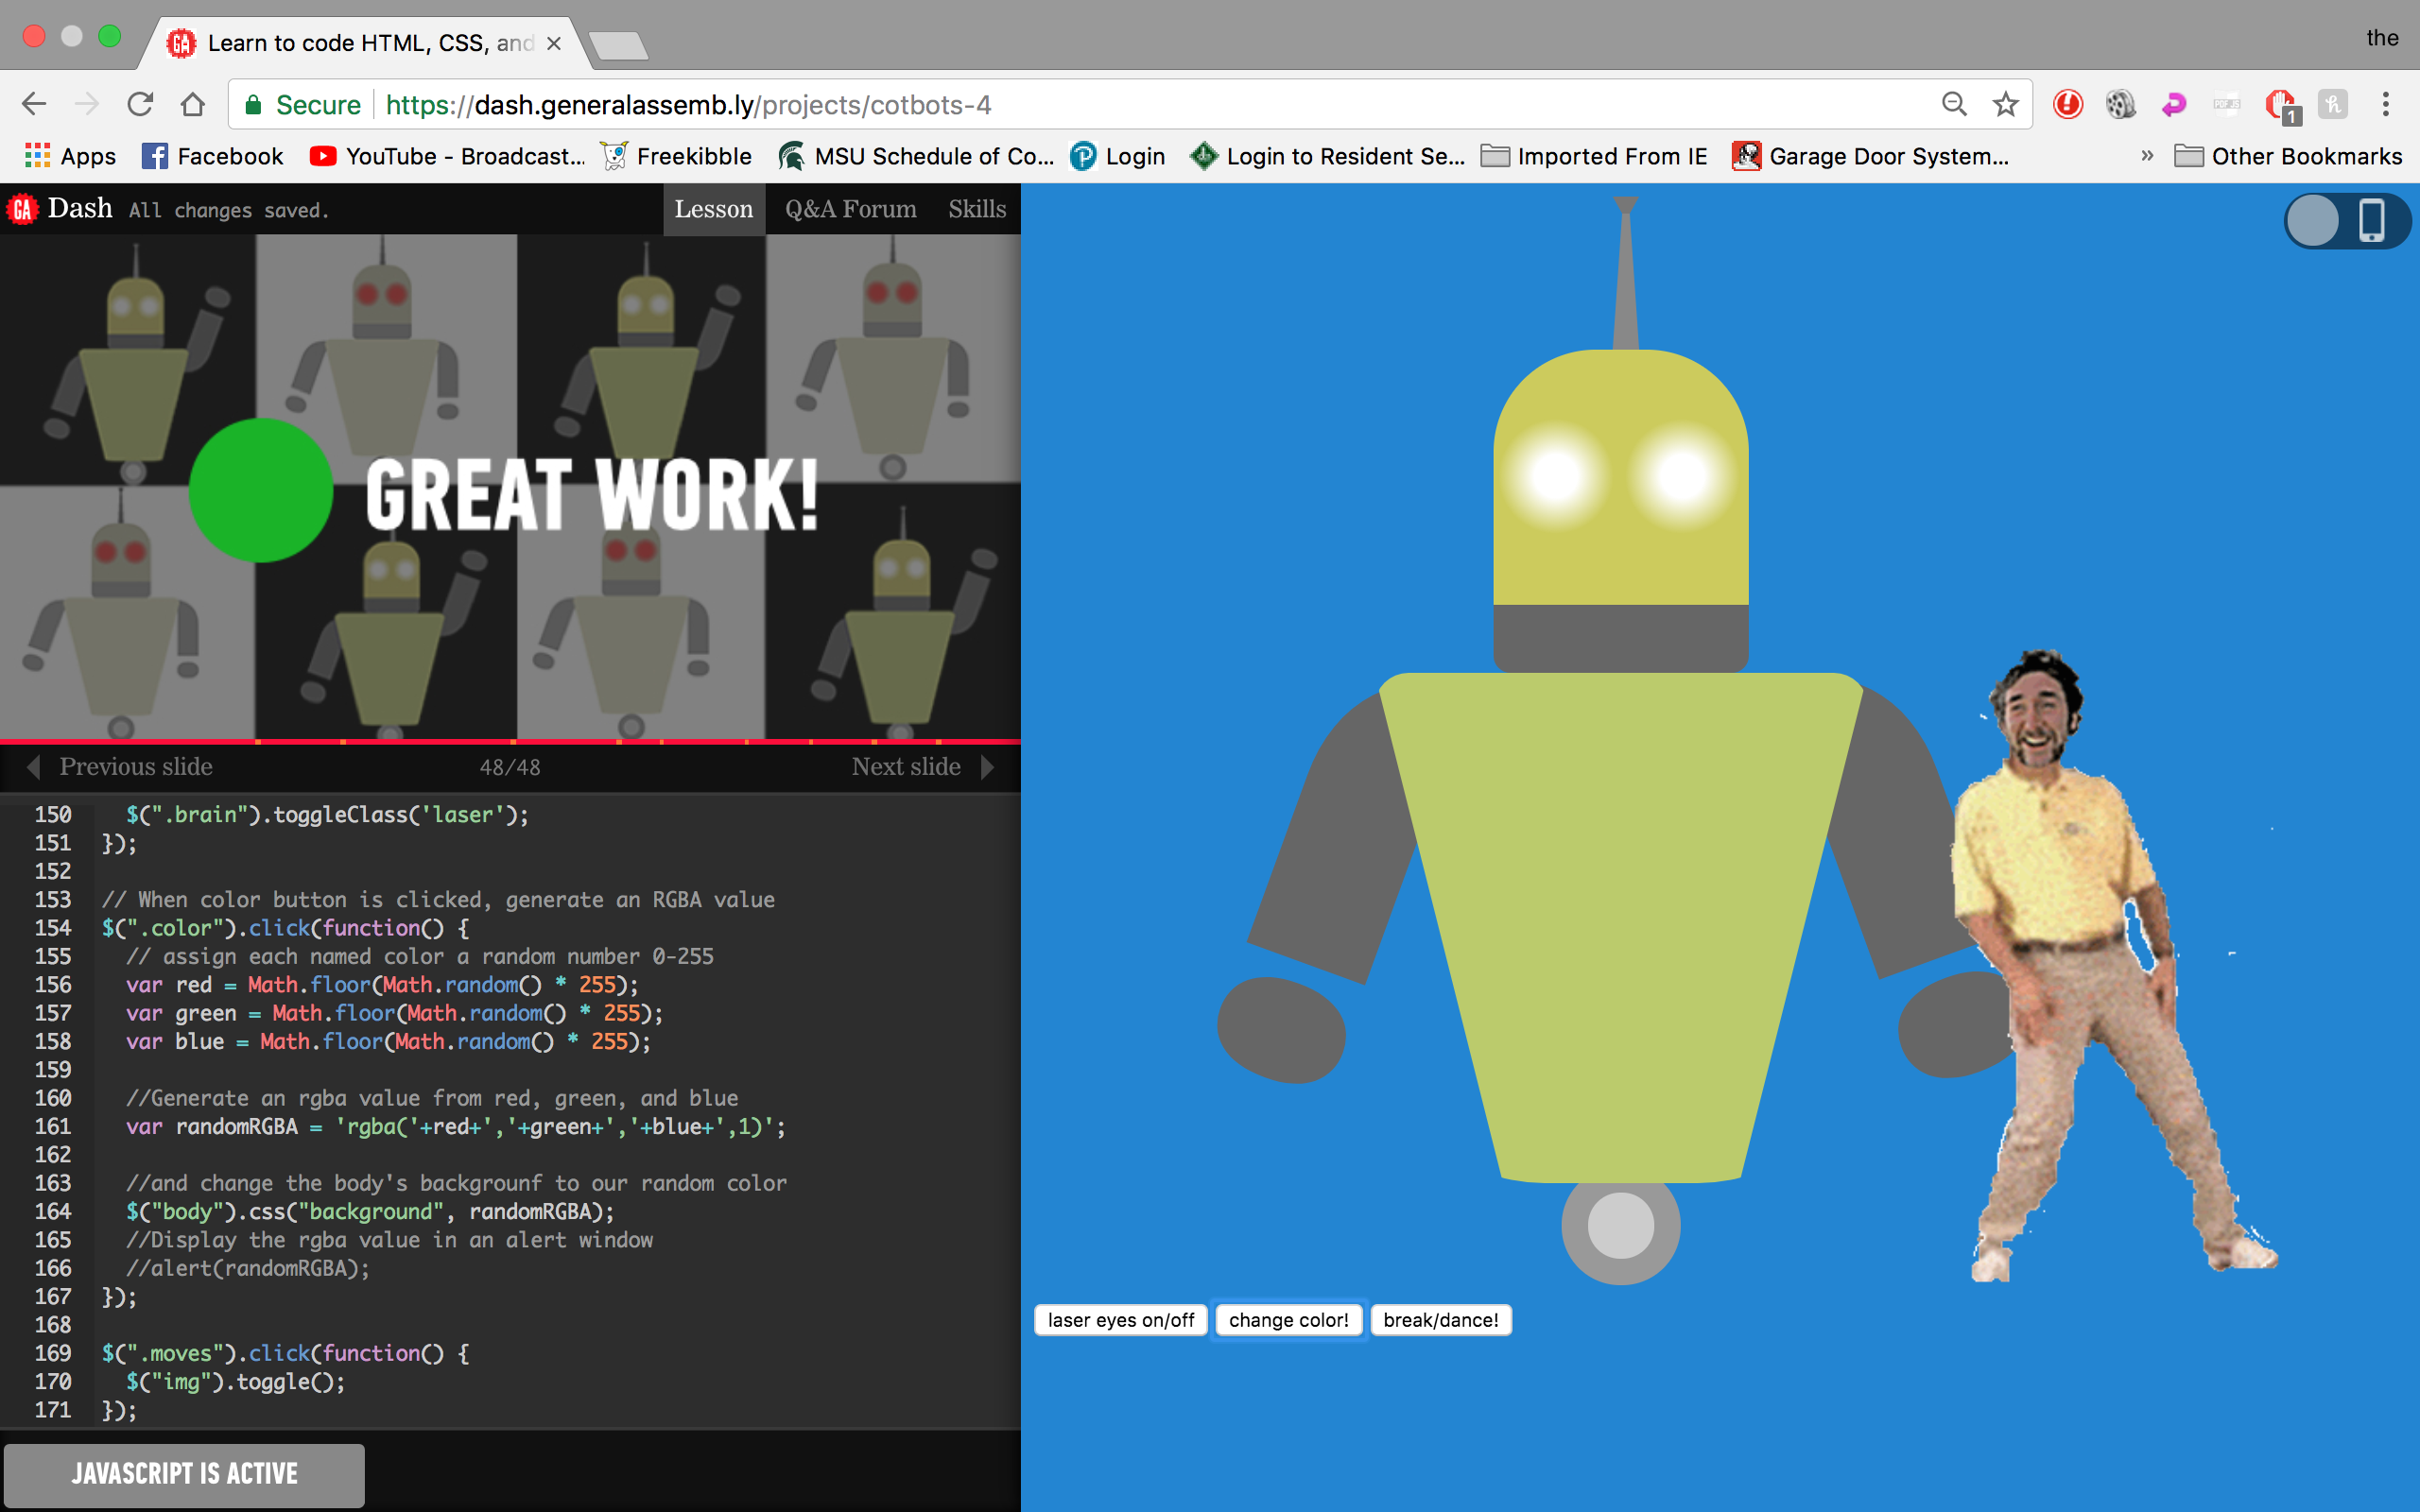 the
Learn to code HTML, CSS, and
Secure https://dash.generalassemb.ly/projects/cotbots-4
PDF JS
1
h
Apps Facebook YouTube - Broadcast... Freekibble MSU Schedule of Co... Login Login to Resident Se... Imported From IE Garage Door System... » Other Bookmarks
GA Dash All changes saved. Lesson Q&A Forum Skills
GREAT WORK!
Previous slide 48/48 Next slide
150 $(".brain").toggleClass('laser');
151 });
152
153 // When color button is clicked, generate an RGBA value
154 $(".color").click(function() {
155 // assign each named color a random number 0-255
156 var red = Math.floor(Math.random() * 255);
157 var green = Math.floor(Math.random() * 255);
158 var blue = Math.floor(Math.random() * 255);
159
160 //Generate an rgba value from red, green, and blue
161 var randomRGBA = 'rgba('+red+','+green+','+blue+',1)';
162
163 //and change the body's backgrounf to our random color
164 $("body").css("background", randomRGBA);
165 //Display the rgba value in an alert window
166 //alert(randomRGBA);
167 });
168
169 $(".moves").click(function() {
170 $("img").toggle();
171 });
JAVASCRIPT IS ACTIVE
laser eyes on/off change color! break/dance!